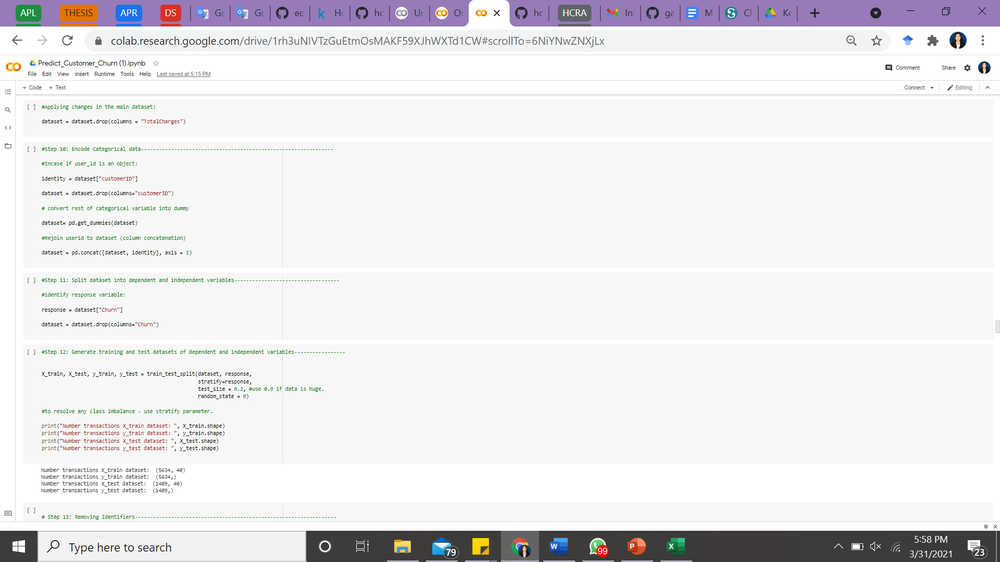 APL
THESIS
APR
DS
Gc
Gc
ec
Hc
hc
Ur
hc
HCRA
In
ga
M
Cl
Ke
colab.research.google.com/drive/1rh3uNIVTzGuEtmOsMAKF59XJhWXTd1CW#scrollTo=6NiYNwZNXjLx
Predict_Customer_Churn (1).ipynb
File Edit View Insert Runtime Tools Help Last saved at 5:15 PM
Comment Share
+ Code + Text
Connect Editing
[ ] #Applying changes in the main dataset:
dataset = dataset.drop(columns = "TotalCharges")
[ ] #Step 10: Encode Categorical data----------------------------------------------------------------
#Incase if user_id is an object:
identity = dataset["customerID"]
dataset = dataset.drop(columns="customerID")
# convert rest of categorical variable into dummy
dataset= pd.get_dummies(dataset)
#Rejoin userid to dataset (column concatenation)
dataset = pd.concat([dataset, identity], axis = 1)
[ ] #Step 11: Split dataset into dependent and independent variables-----------------------------------
#identify response variable:
response = dataset["Churn"]
dataset = dataset.drop(columns="Churn")
[ ] #Step 12: Generate training and test datasets of dependent and independent variables-----------------
X_train, X_test, y_train, y_test = train_test_split(dataset, response,
stratify=response,
test_size = 0.2, #use 0.9 if data is huge.
random_state = 0)
#to resolve any class imbalance - use stratify parameter.
print("Number transactions X_train dataset: ", X_train.shape)
print("Number transactions y_train dataset: ", y_train.shape)
print("Number transactions X_test dataset: ", X_test.shape)
print("Number transactions y_test dataset: ", y_test.shape)
Number transactions X_train dataset:  (5634, 40)
Number transactions y_train dataset:  (5634,)
Number transactions X_test dataset:  (1409, 40)
Number transactions y_test dataset:  (1409,)
[ ]
# Step 13: Removing Identifiers-------------------------------------------------------------------
Type here to search
79
99
5:58 PM
3/31/2021
23